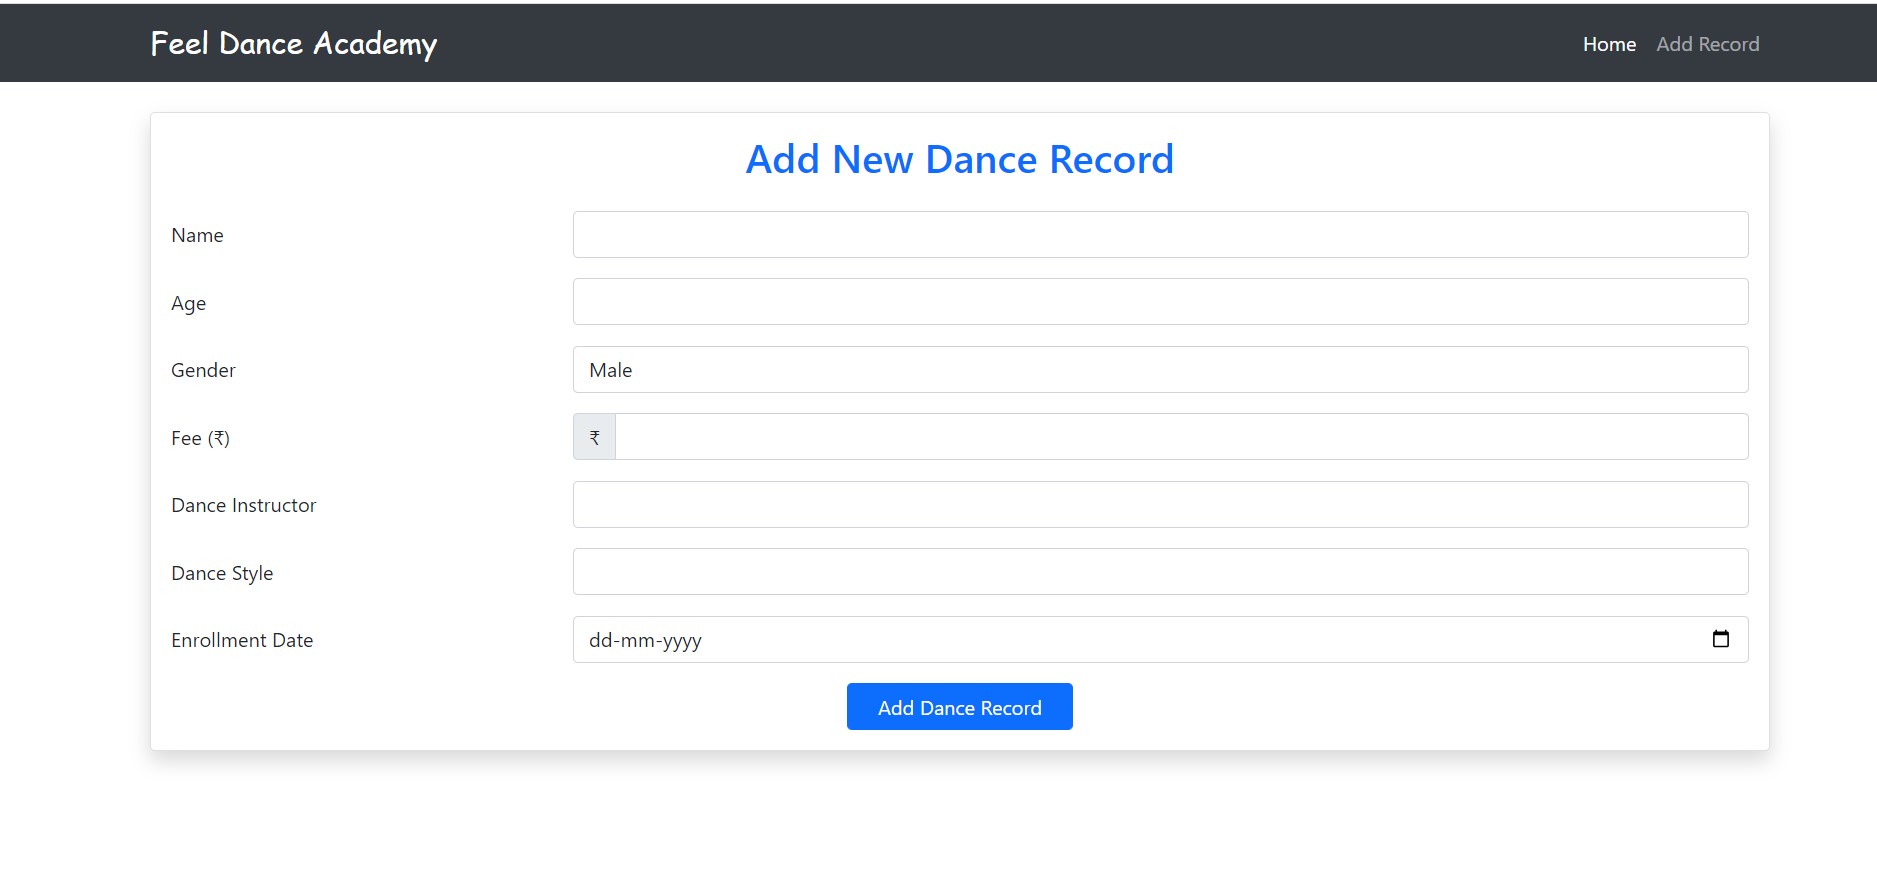 Feel Dance Academy
Home Add Record
Add New Dance Record
Name
Age
Gender Male
Fee (₹) ₹
Dance Instructor
Dance Style
Enrollment Date dd-mm-yyyy
Add Dance Record